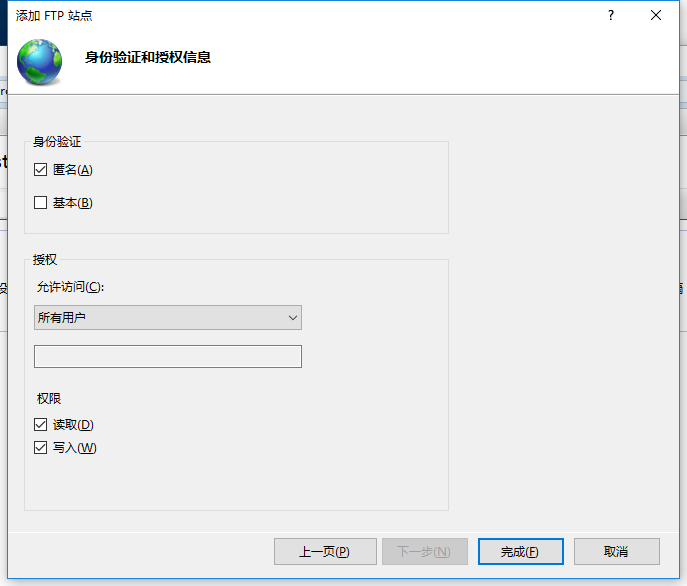 添加 FTP 站点
?
身份验证和授权信息
身份验证
匿名(A)
基本(B)
授权
允许访问(C):
所有用户
权限
读取(D)
写入(W)
上一页(P) 下一步(N) 完成(F) 取消